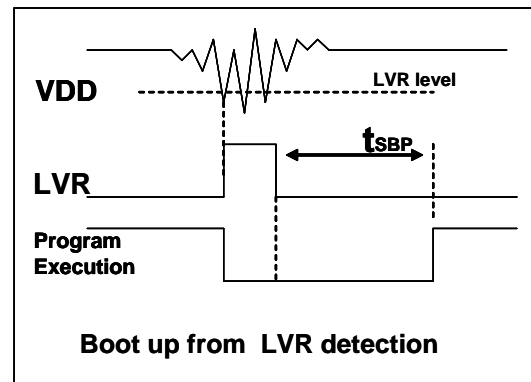 LVR level
VDD
tSBP
LVR
Program
Execution
Boot up from LVR detection